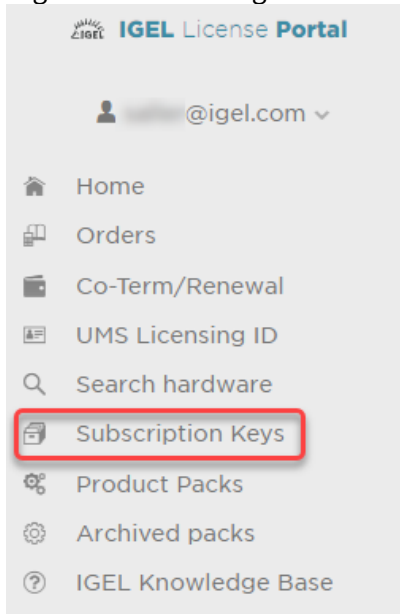 IGEL IGEL License Portal
@igel.com
Home
Orders
Co-Term/Renewal
UMS Licensing ID
Search hardware
Subscription Keys
Product Packs
Archived packs
IGEL Knowledge Base